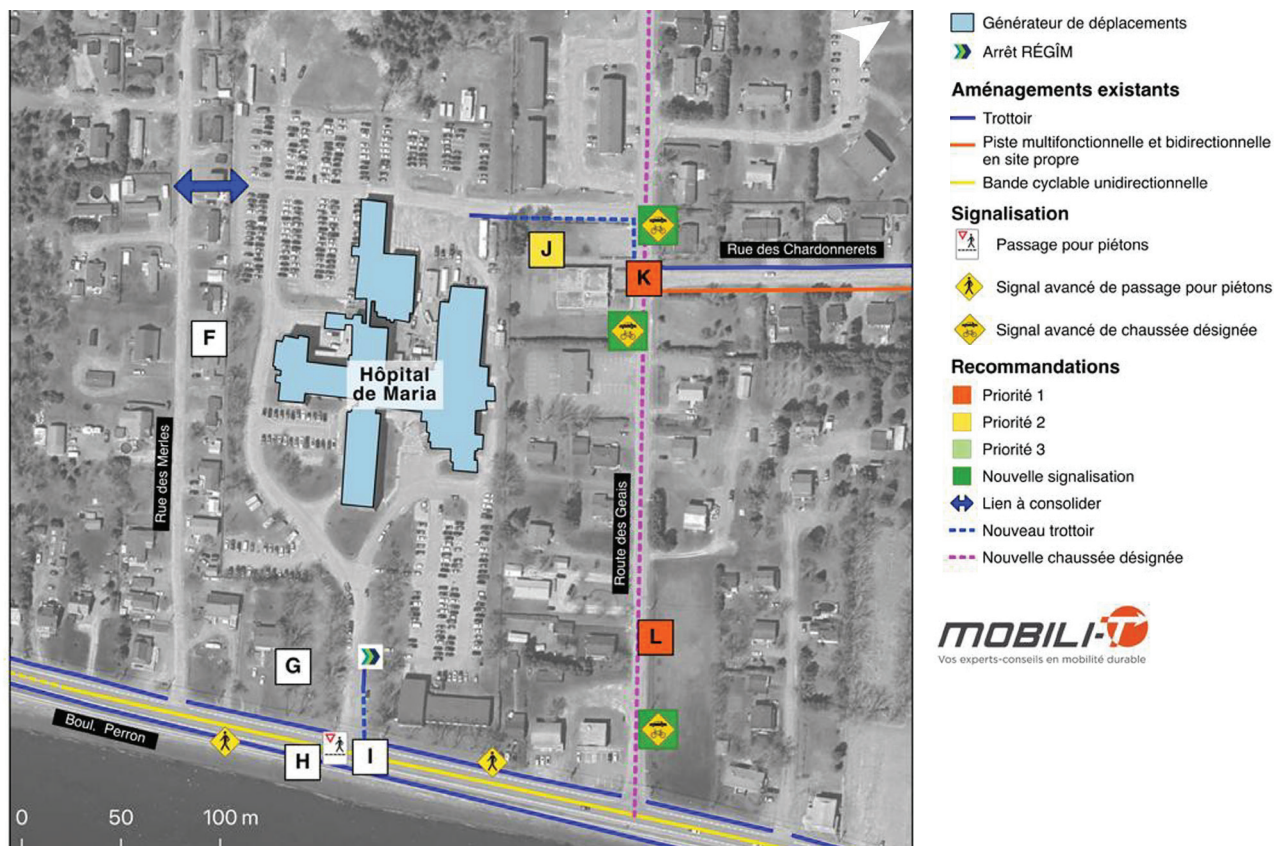 Rue des Chardonnerets
J
K
F
Hôpital
de Maria
Rue des Merles
Route des Geais
L
G
Boul. Perron
H
I
0 50 100 m
Générateur de déplacements
Arrêt RÉGÎM
Aménagements existants
Trottoir
Piste multifonctionnelle et bidirectionnelle
en site propre
Bande cyclable unidirectionnelle
Signalisation
Passage pour piétons
Signal avancé de passage pour piétons
Signal avancé de chaussée désignée
Recommandations
Priorité 1
Priorité 2
Priorité 3
Nouvelle signalisation
Lien à consolider
Nouveau trottoir
Nouvelle chaussée désignée
MOBILI-T
Vos experts-conseils en mobilité durable